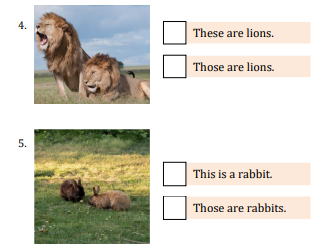 4.
These are lions.
Those are lions.
5.
This is a rabbit.
Those are rabbits.